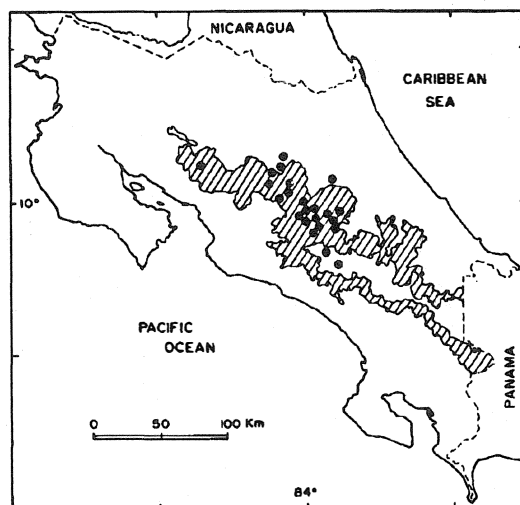 NICARAGUA
CARIBBEAN
SEA
10°
PACIFIC
OCEAN
PANAMA
0 50 100 Km
84°